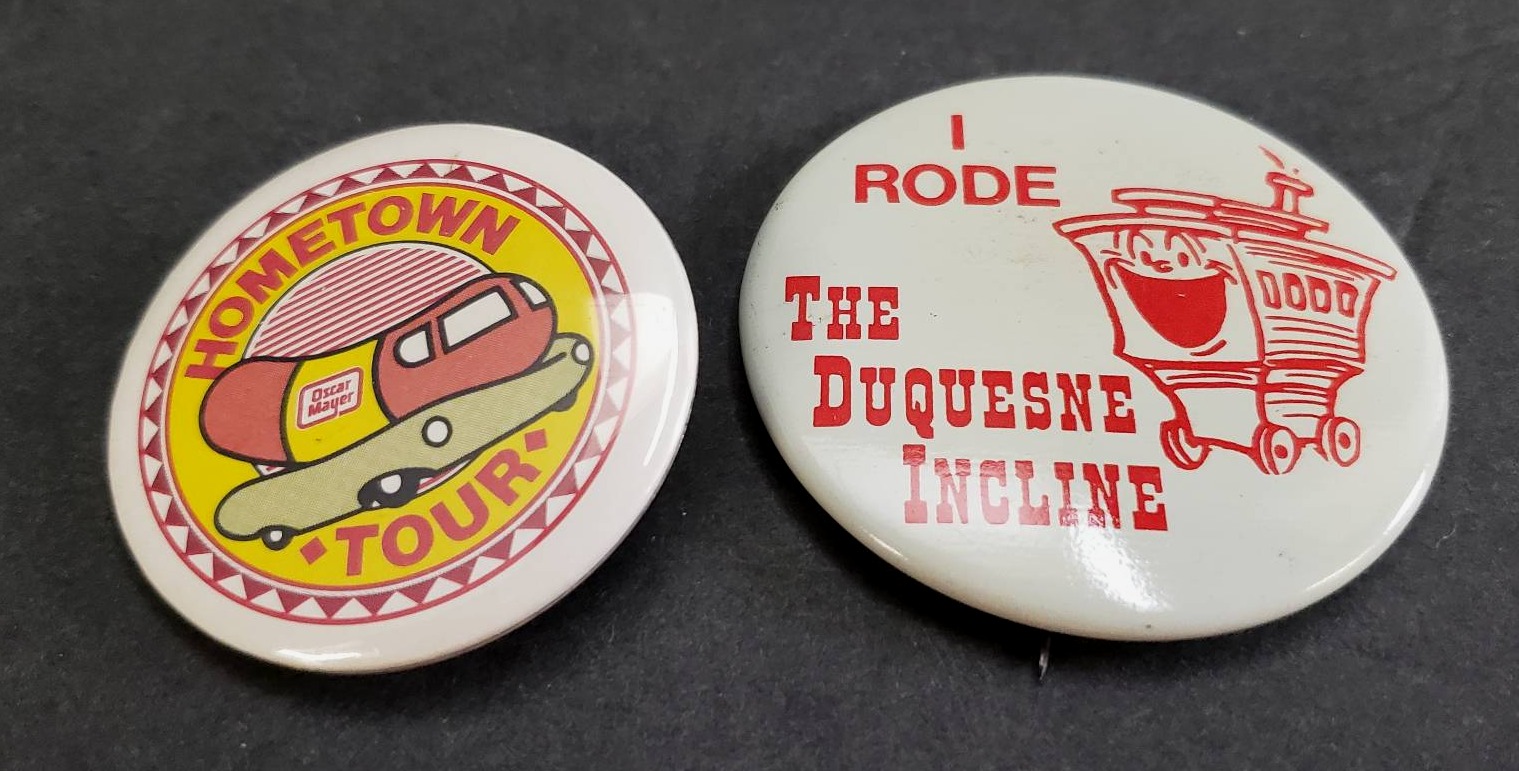 HOMETOWN
Oscar
Mayer
TOUR
I
RODE
THE
DUQUESNE
INCLINE